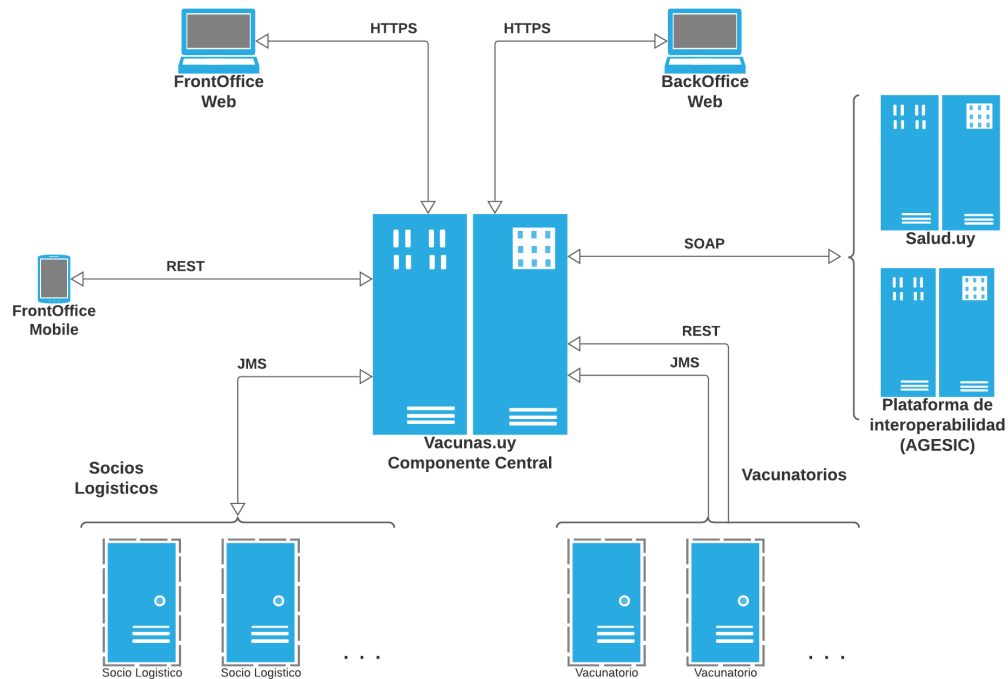 HTTPS
HTTPS
FrontOffice
Web
BackOffice
Web
SOAP
Salud.uy
REST
FrontOffice
Mobile
REST
JMS
JMS
Plataforma de
interoperabilidad
(AGESIC)
Vacunas.uy
Componente Central
Socios
Logisticos
Vacunatorios
Socio Logistico
Socio Logistico
. . .
Vacunatorio
Vacunatorio
. . .